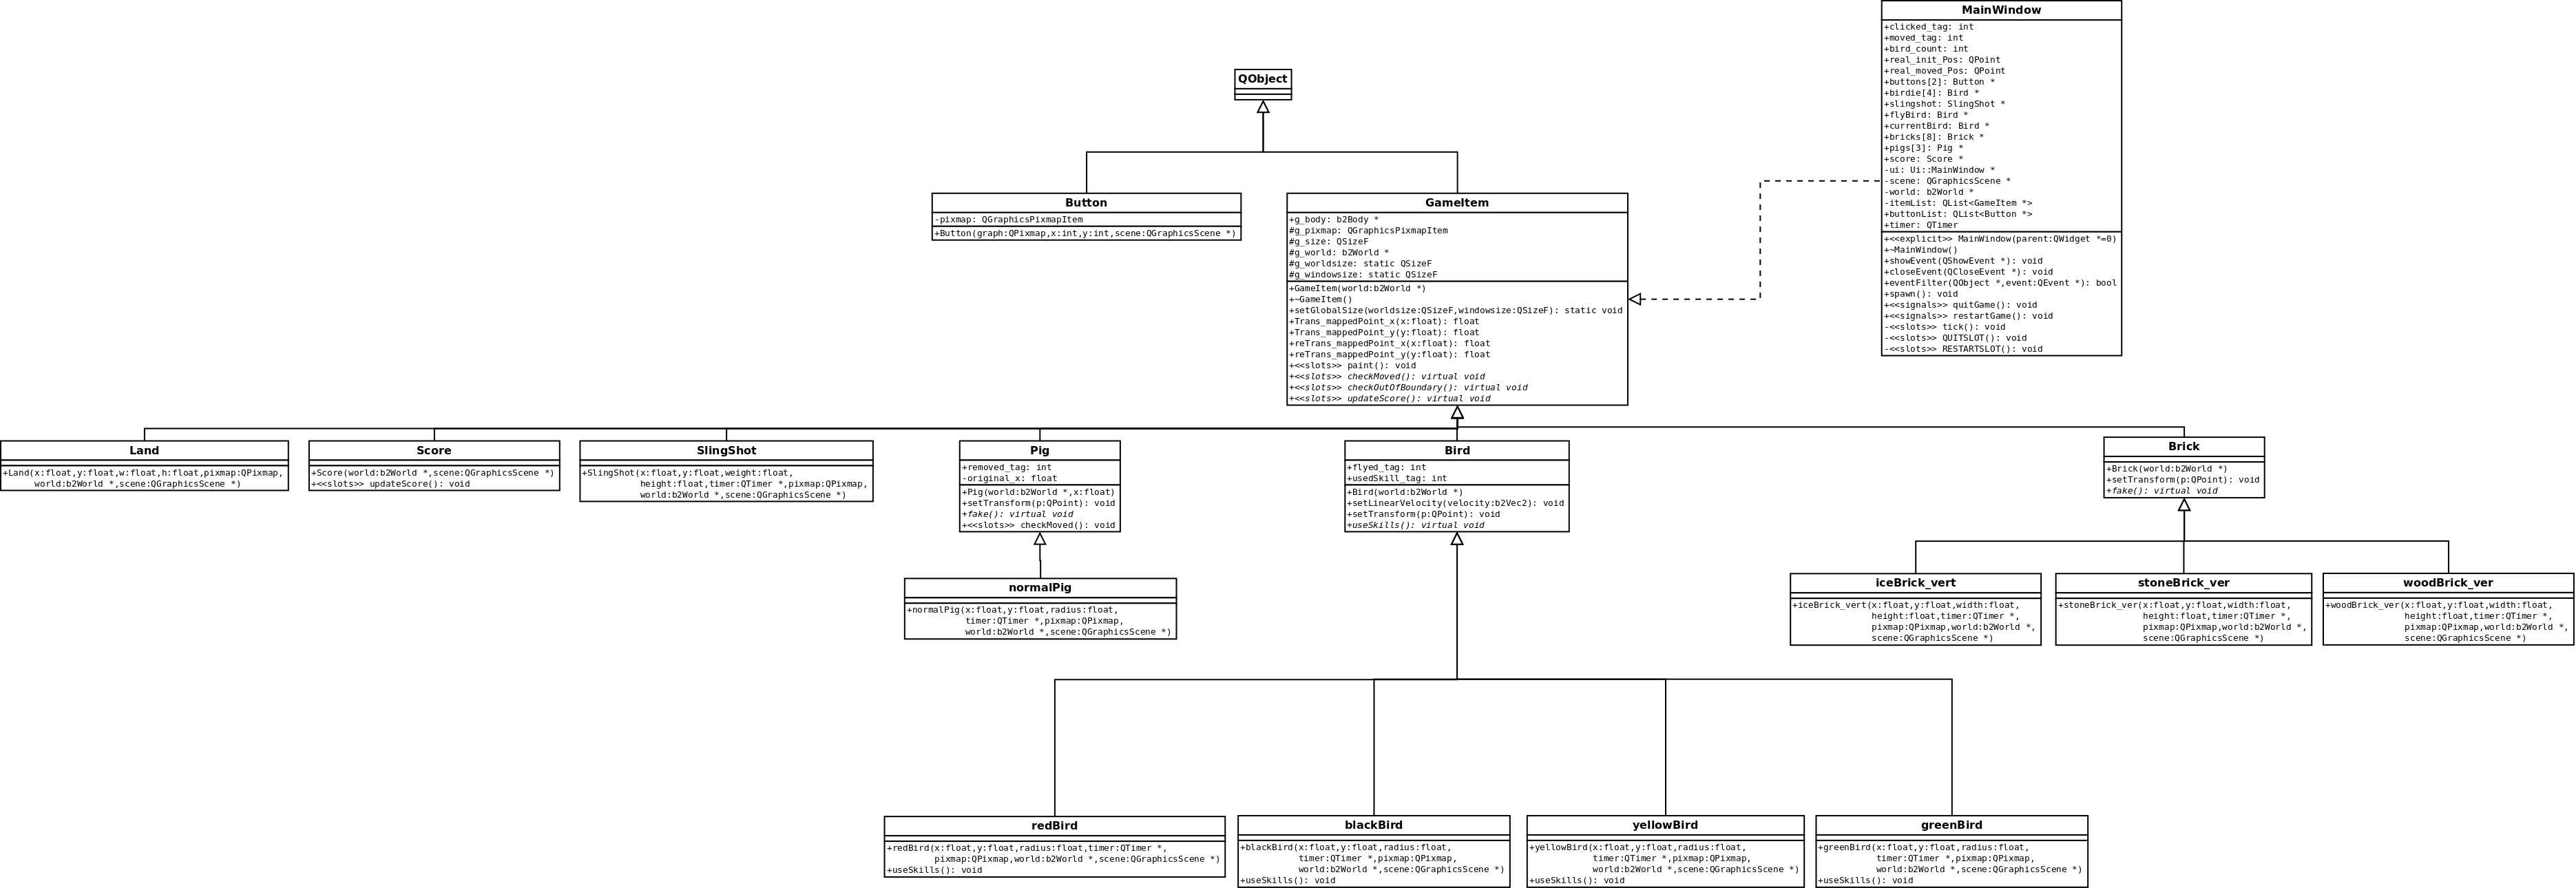 MainWindow
+clicked_tag: int
+moved_tag: int
+bird_count: int
+real_init_Pos: QPoint
+real_moved_Pos: QPoint
+buttons[2]: Button *
+birdie[4]: Bird *
+slingshot: SlingShot *
+flyBird: Bird *
+currentBird: Bird *
+bricks[8]: Brick *
+pigs[3]: Pig *
+score: Score *
-ui: Ui::MainWindow *
-scene: QGraphicsScene *
-world: b2World *
-itemList: QList<GameItem *>
+buttonList: QList<Button *>
+timer: QTimer
+<<explicit>> MainWindow(parent:QWidget *=0)
+~MainWindow()
+showEvent(QShowEvent *): void
+closeEvent(QCloseEvent *): void
+eventFilter(QObject *,event:QEvent *): bool
+spawn(): void
+<<signals>> quitGame(): void
+<<signals>> restartGame(): void
-<<slots>> tick(): void
-<<slots>> QUITSLOT(): void
-<<slots>> RESTARTSLOT(): void
QObject
Button
-pixmap: QGraphicsPixmapItem
+Button(graph:QPixmap,x:int,y:int,scene:QGraphicsScene *)
GameItem
+g_body: b2Body *
#g_pixmap: QGraphicsPixmapItem
#g_size: QSizeF
#g_world: b2World *
#g_worldsize: static QSizeF
#g_windowsize: static QSizeF
+GameItem(world:b2World *)
+~GameItem()
+setGlobalSize(worldsize:QSizeF,windowsize:QSizeF): static void
+Trans_mappedPoint_x(x:float): float
+Trans_mappedPoint_y(y:float): float
+reTrans_mappedPoint_x(x:float): float
+reTrans_mappedPoint_y(y:float): float
+<<slots>> paint(): void
+<<slots>> checkMoved(): virtual void
+<<slots>> checkOutOfBoundary(): virtual void
+<<slots>> updateScore(): virtual void
Land
+Land(x:float,y:float,w:float,h:float,pixmap:QPixmap,
world:b2World *,scene:QGraphicsScene *)
Score
+Score(world:b2World *,scene:QGraphicsScene *)
+<<slots>> updateScore(): void
SlingShot
+SlingShot(x:float,y:float,weight:float,
height:float,timer:QTimer *,pixmap:QPixmap,
world:b2World *,scene:QGraphicsScene *)
Pig
+removed_tag: int
-original_x: float
+Pig(world:b2World *,x:float)
+setTransform(p:QPoint): void
+fake(): virtual void
+<<slots>> checkMoved(): void
Bird
+flyed_tag: int
+usedSkill_tag: int
+Bird(world:b2World *)
+setLinearVelocity(velocity:b2Vec2): void
+setTransform(p:QPoint): void
+useSkills(): virtual void
Brick
+Brick(world:b2World *)
+setTransform(p:QPoint): void
+fake(): virtual void
normalPig
+normalPig(x:float,y:float,radius:float,
timer:QTimer *,pixmap:QPixmap,
world:b2World *,scene:QGraphicsScene *)
iceBrick_vert
+iceBrick_vert(x:float,y:float,width:float,
height:float,timer:QTimer *,
pixmap:QPixmap,world:b2World *,
scene:QGraphicsScene *)
stoneBrick_ver
+stoneBrick_ver(x:float,y:float,width:float,
height:float,timer:QTimer *,
pixmap:QPixmap,world:b2World *,
scene:QGraphicsScene *)
woodBrick_ver
+woodBrick_ver(x:float,y:float,width:float,
height:float,timer:QTimer *,
pixmap:QPixmap,world:b2World *,
scene:QGraphicsScene *)
redBird
+redBird(x:float,y:float,radius:float,timer:QTimer *,
pixmap:QPixmap,world:b2World *,scene:QGraphicsScene *)
+useSkills(): void
blackBird
+blackBird(x:float,y:float,radius:float,
timer:QTimer *,pixmap:QPixmap,
world:b2World *,scene:QGraphicsScene *)
+useSkills(): void
yellowBird
+yellowBird(x:float,y:float,radius:float,
timer:QTimer *,pixmap:QPixmap,
world:b2World *,scene:QGraphicsScene *)
+useSkills(): void
greenBird
+greenBird(x:float,y:float,radius:float,
timer:QTimer *,pixmap:QPixmap,
world:b2World *,scene:QGraphicsScene *)
+useSkills(): void